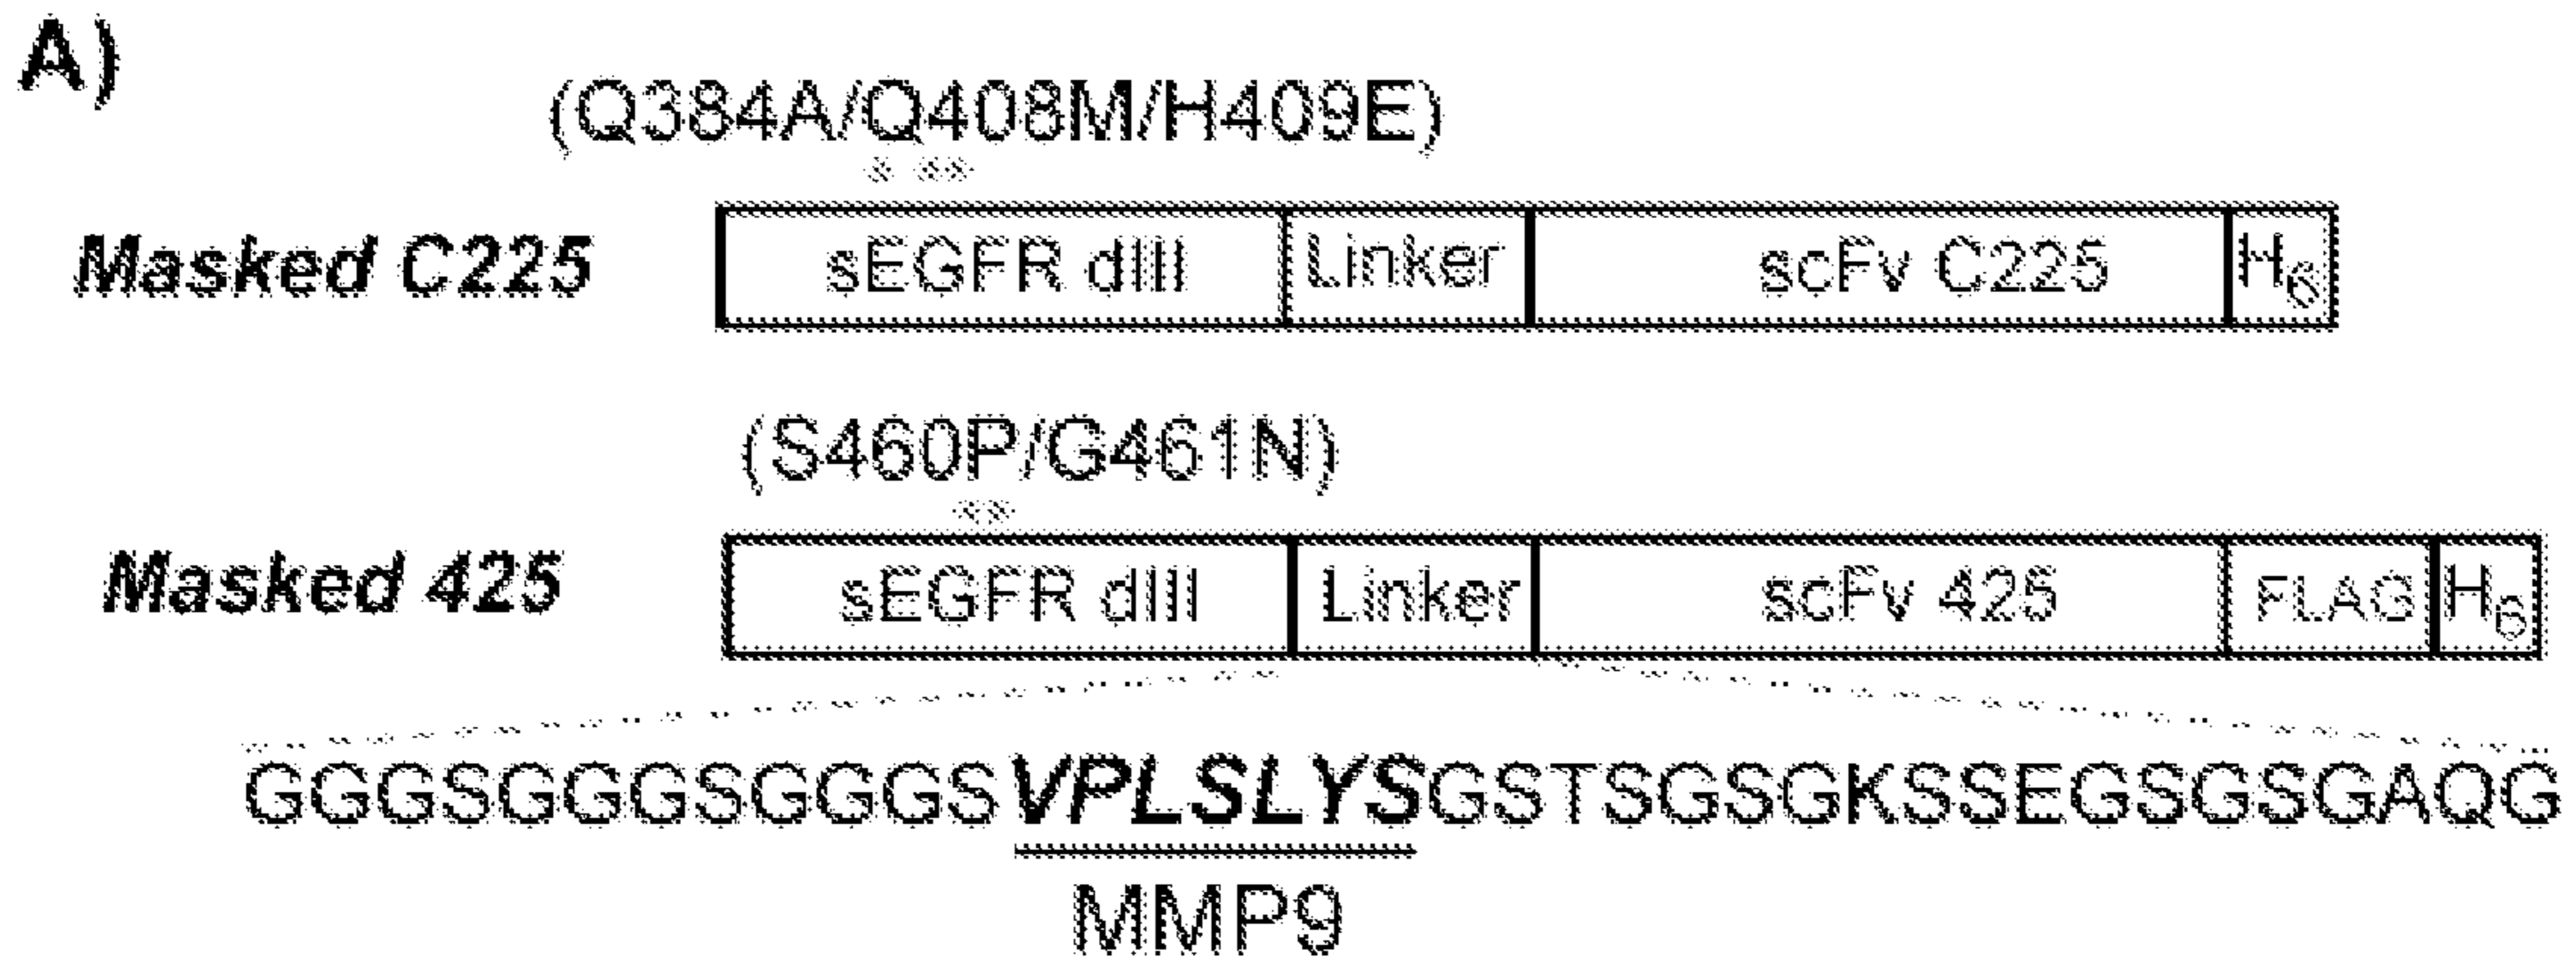 A)
(Q384A/Q408M/H409E)
* **
Masked C225 sEGFR dIII Linker scFv C225 H6
(S460P/G461N)
**
Masked 425 sEGFR dIII Linker scFv 425 FLAG H6
GGGSGGGSGGGSVPLSLYSGSTSGSGKSSEGSGSGAQG
MMP9